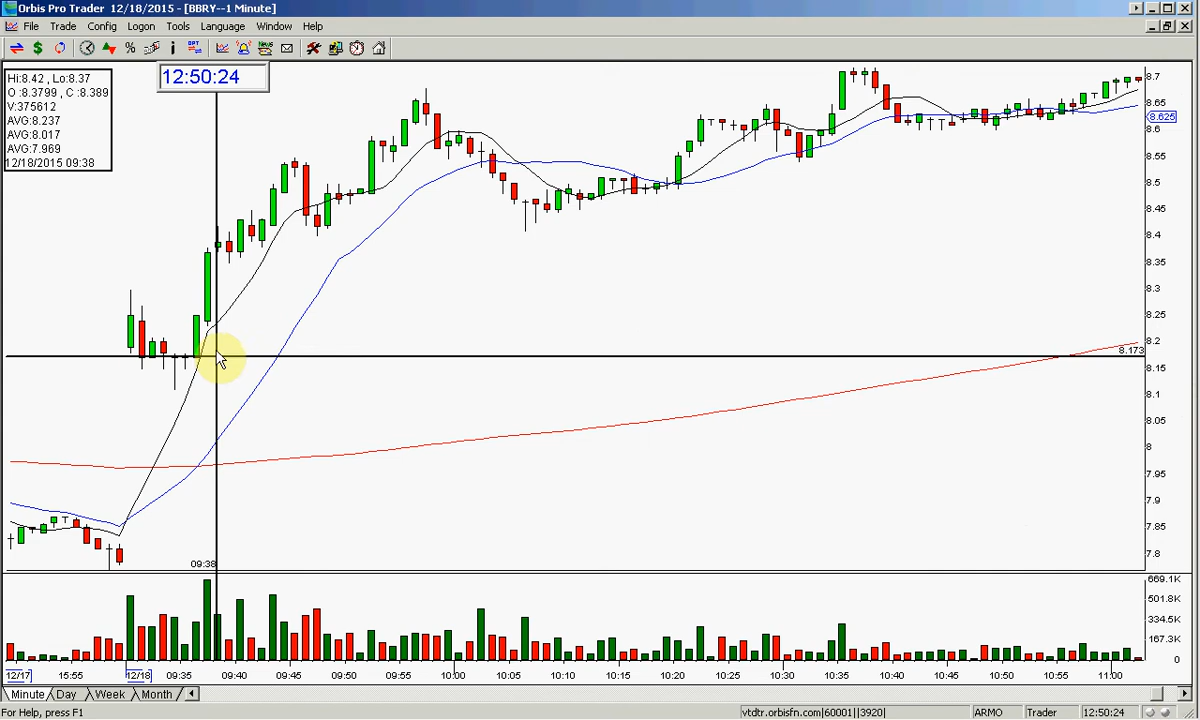 Orbis Pro Trader 12/18/2015 - [BBRY--1 Minute]
File Trade Config Logon Tools Language Window Help
12:50:24
Hi:8.42 , Lo:8.37
O :8.3799 , C :8.389
V:375612
AVG:8.237
AVG:8.017
AVG:7.969
12/18/2015 09:38
8.7
8.65
8.625
8.6
8.55
8.5
8.45
8.4
8.35
8.3
8.25
8.2
8.173
8.15
8.1
8.05
8
7.95
7.9
7.85
7.8
09:38
669.1K
501.8K
334.5K
167.3K
0
12/17 15:55 12/18 09:35 09:40 09:45 09:50 09:55 10:00 10:05 10:10 10:15 10:20 10:25 10:30 10:35 10:40 10:45 10:50 10:55 11:00
Minute Day Week Month
For Help, press F1 vtdtr.orbisfn.com|60001||3920| ARMO Trader 12:50:24